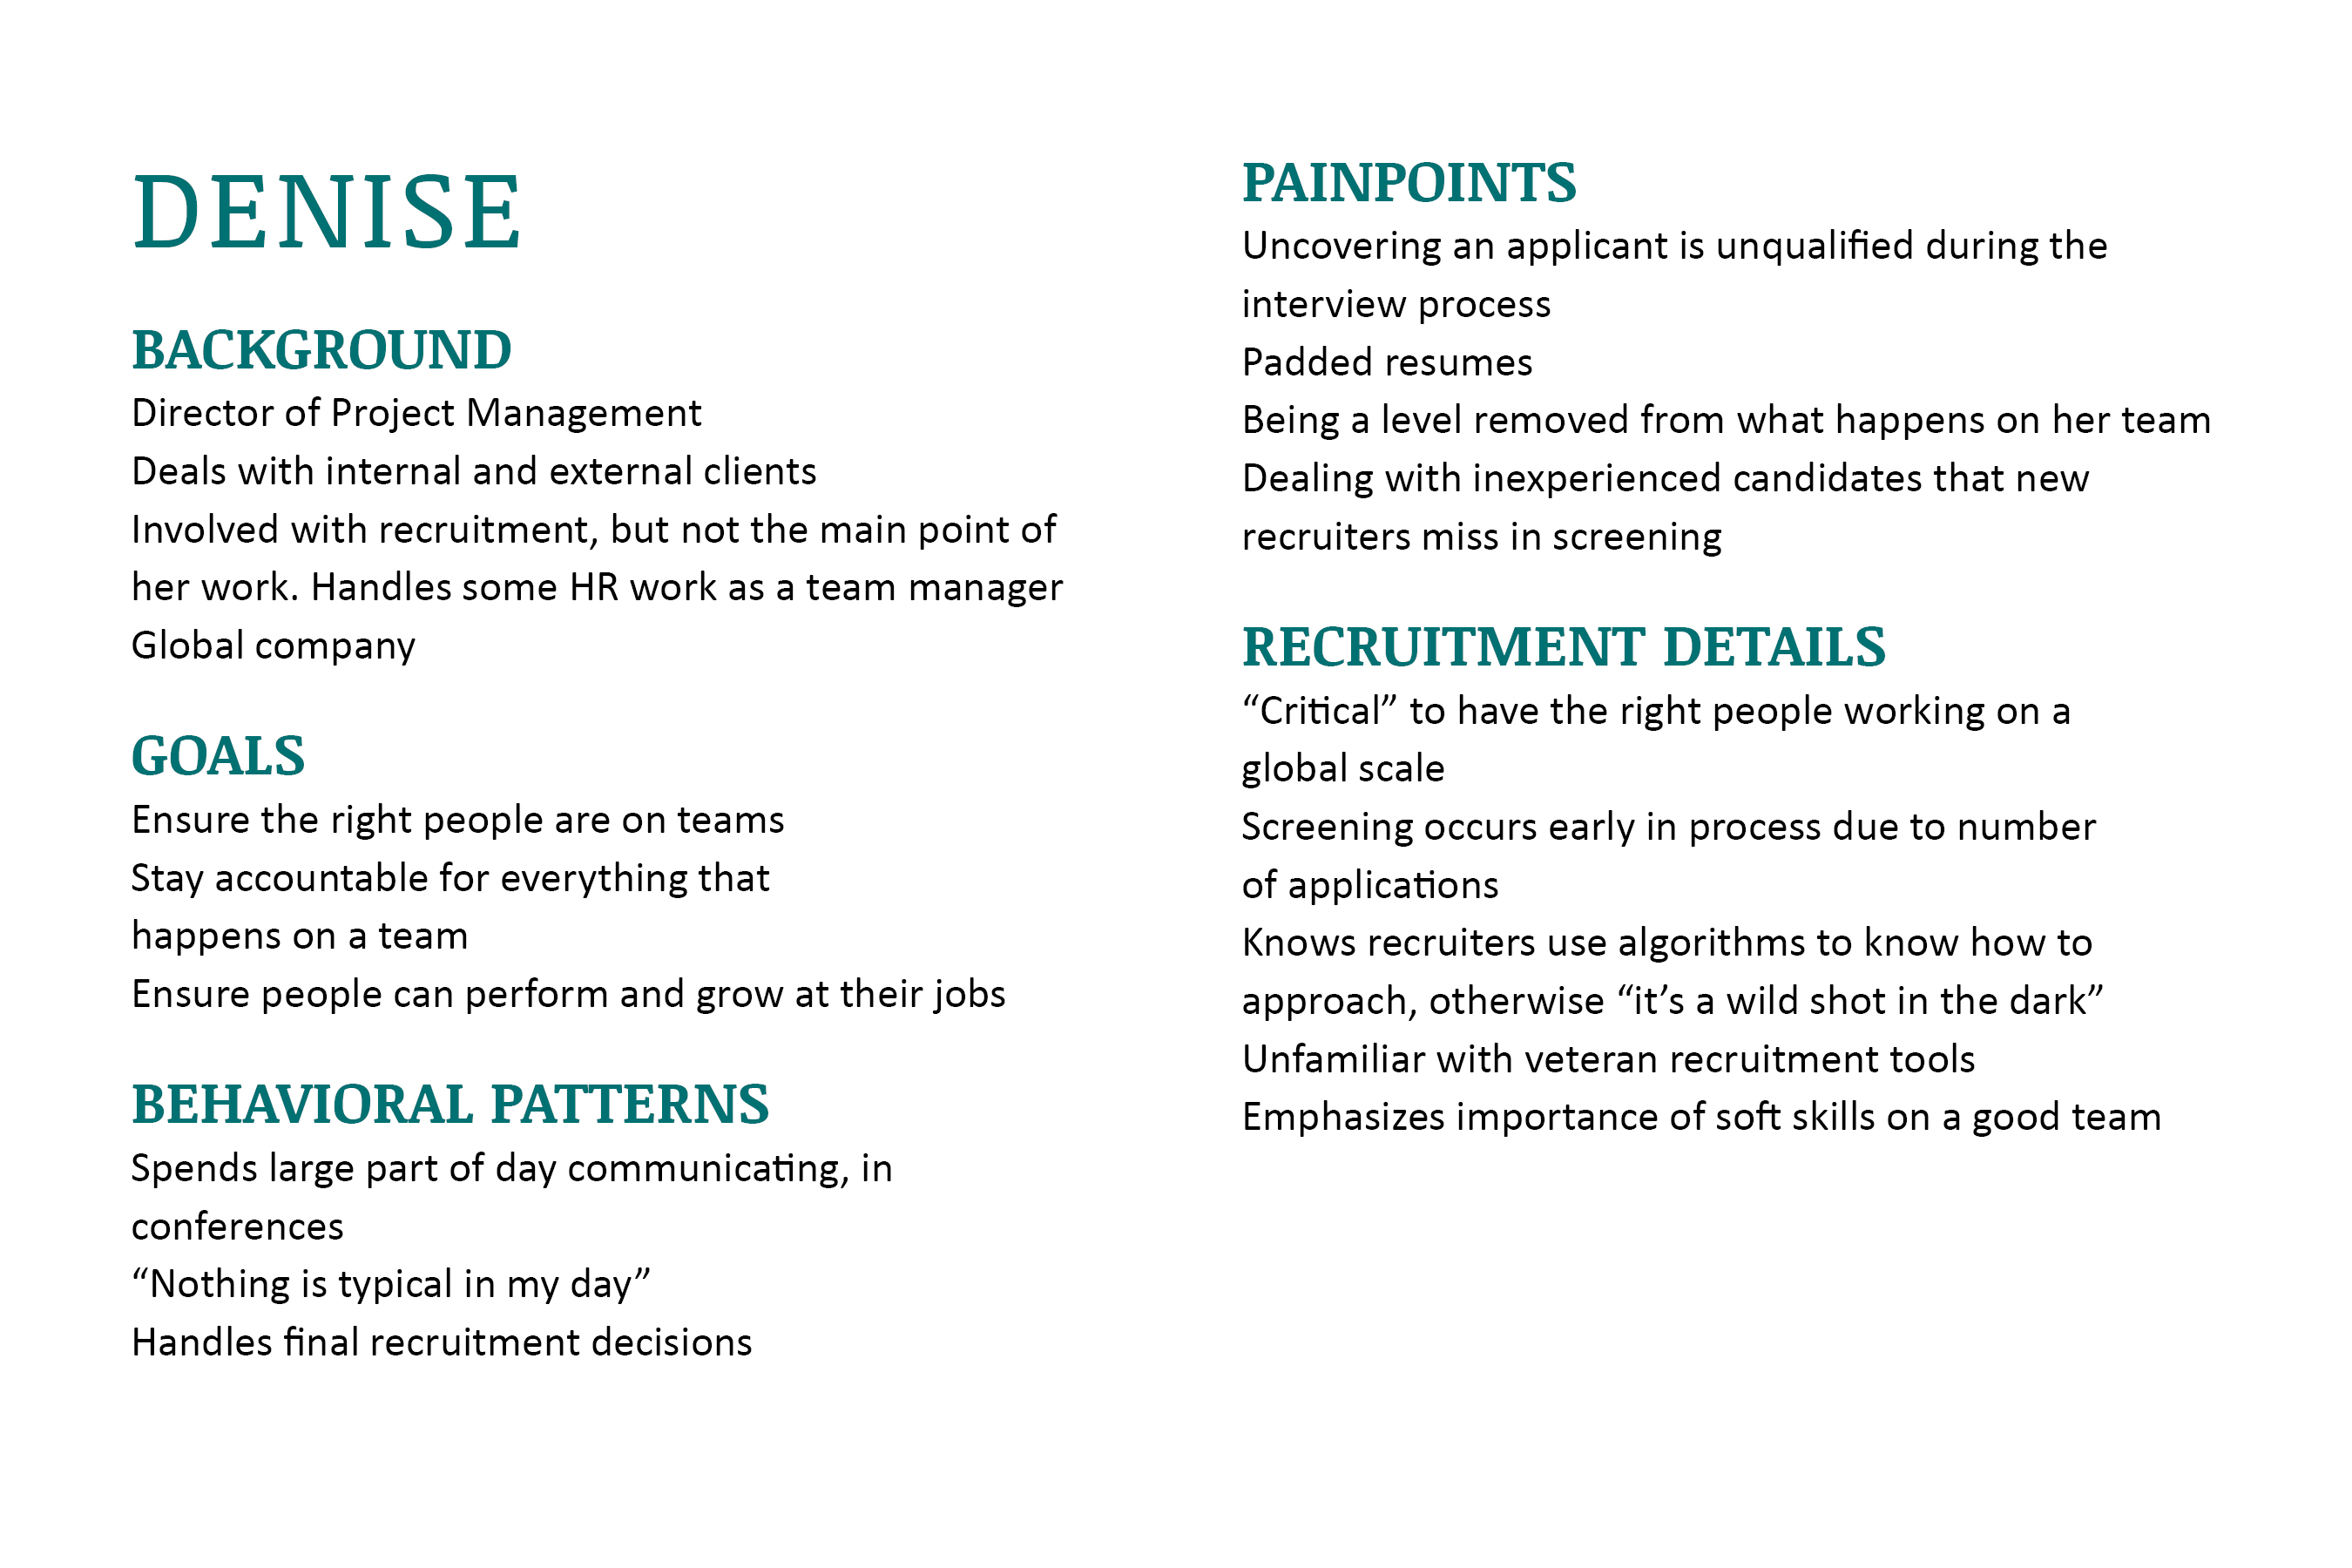 DENISE
BACKGROUND
Director of Project Management
Deals with internal and external clients
Involved with recruitment, but not the main point of
her work. Handles some HR work as a team manager
Global company
GOALS
Ensure the right people are on teams
Stay accountable for everything that
happens on a team
Ensure people can perform and grow at their jobs
BEHAVIORAL PATTERNS
Spends large part of day communicating, in
conferences
“Nothing is typical in my day”
Handles final recruitment decisions
PAINPOINTS
Uncovering an applicant is unqualified during the
interview process
Padded resumes
Being a level removed from what happens on her team
Dealing with inexperienced candidates that new
recruiters miss in screening
RECRUITMENT DETAILS
“Critical” to have the right people working on a
global scale
Screening occurs early in process due to number
of applications
Knows recruiters use algorithms to know how to
approach, otherwise “it’s a wild shot in the dark”
Unfamiliar with veteran recruitment tools
Emphasizes importance of soft skills on a good team